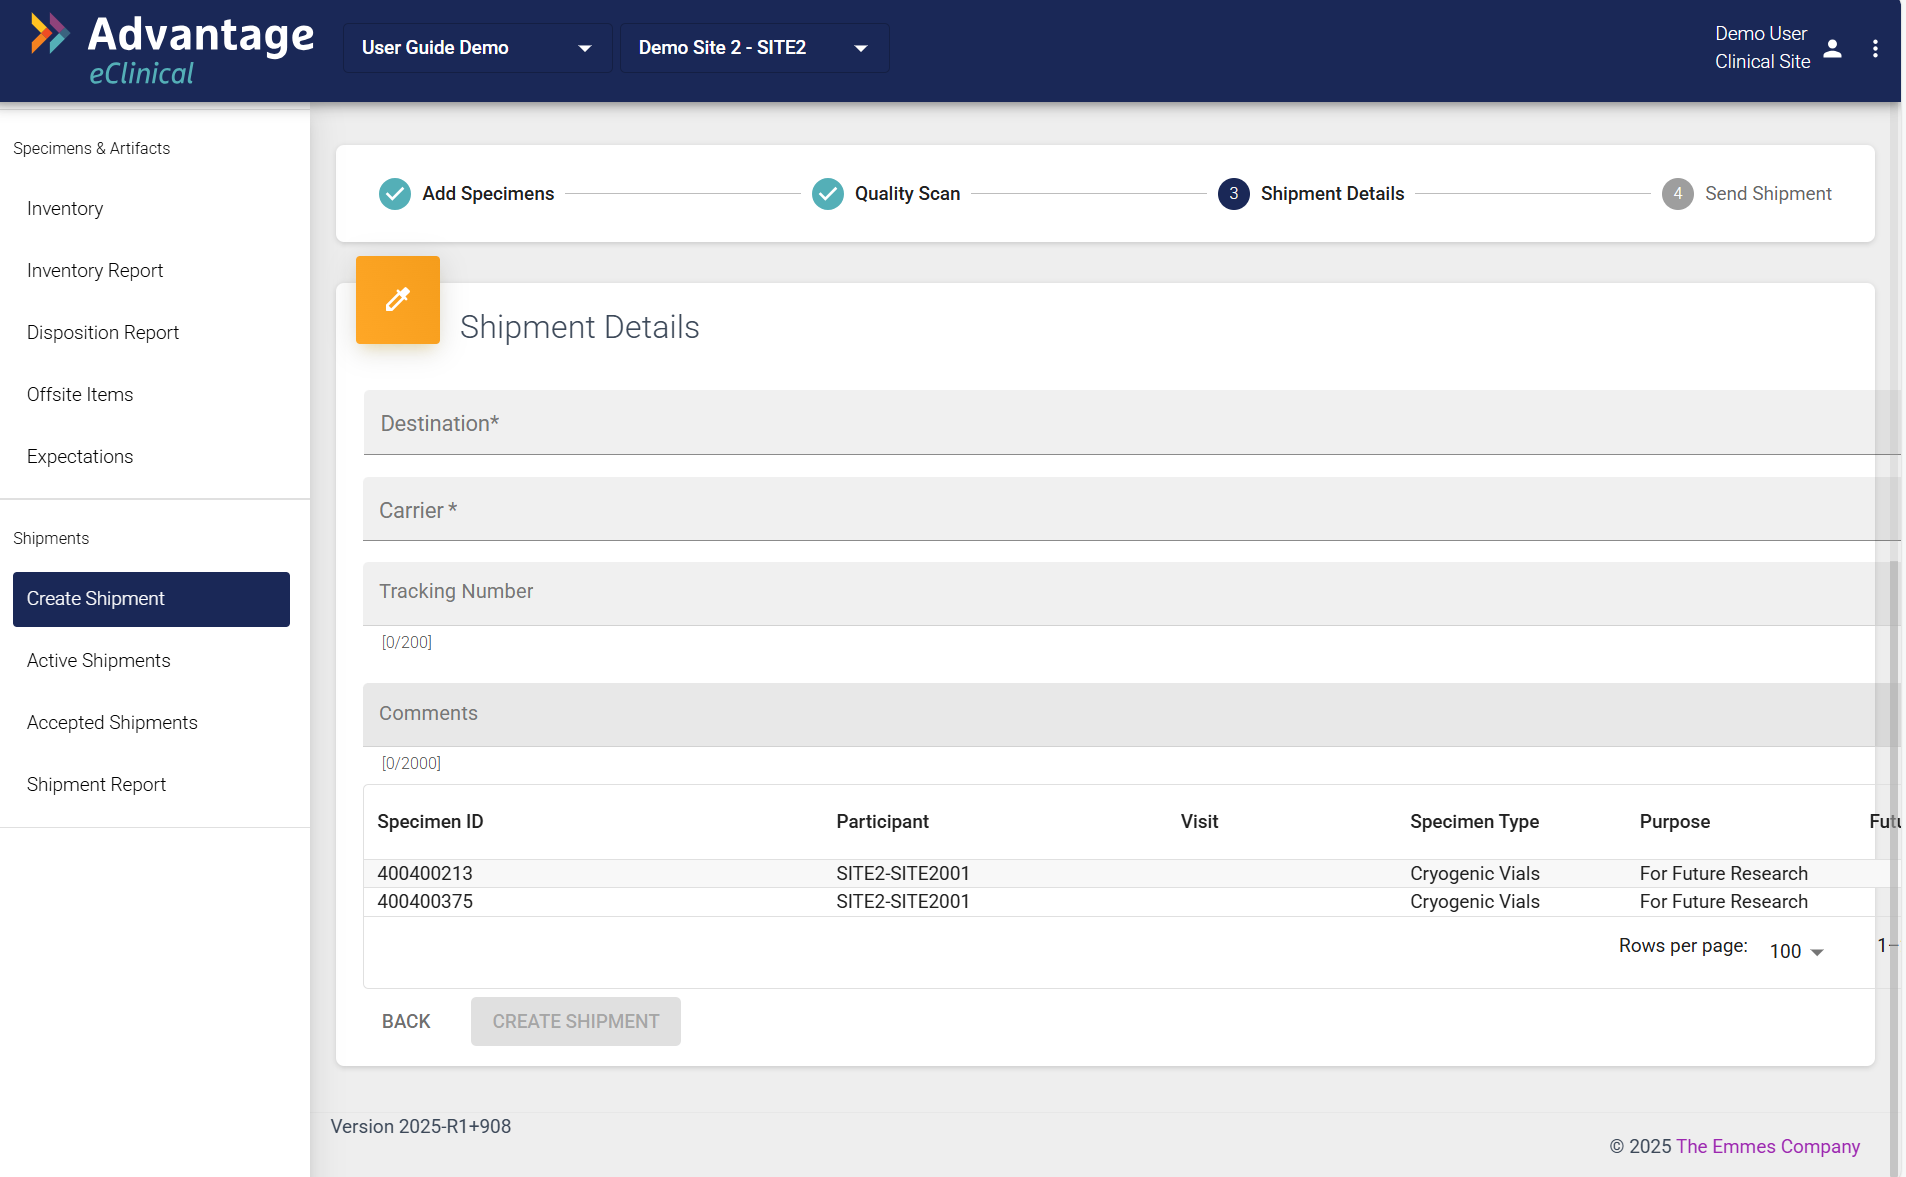 Advantage
eClinical
User Guide Demo
Demo Site 2 - SITE2
Demo User
Clinical Site
Specimens & Artifacts
Inventory
Inventory Report
Disposition Report
Offsite Items
Expectations
Shipments
Create Shipment
Active Shipments
Accepted Shipments
Shipment Report
Add Specimens
Quality Scan
3 Shipment Details
4 Send Shipment
Shipment Details
Destination*
Carrier *
Tracking Number
[0/200]
Comments
[0/2000]
Specimen ID Participant Visit Specimen Type Purpose Futu
400400213 SITE2-SITE2001 Cryogenic Vials For Future Research
400400375 SITE2-SITE2001 Cryogenic Vials For Future Research
Rows per page: 100 1–
BACK CREATE SHIPMENT
Version 2025-R1+908
© 2025 The Emmes Company